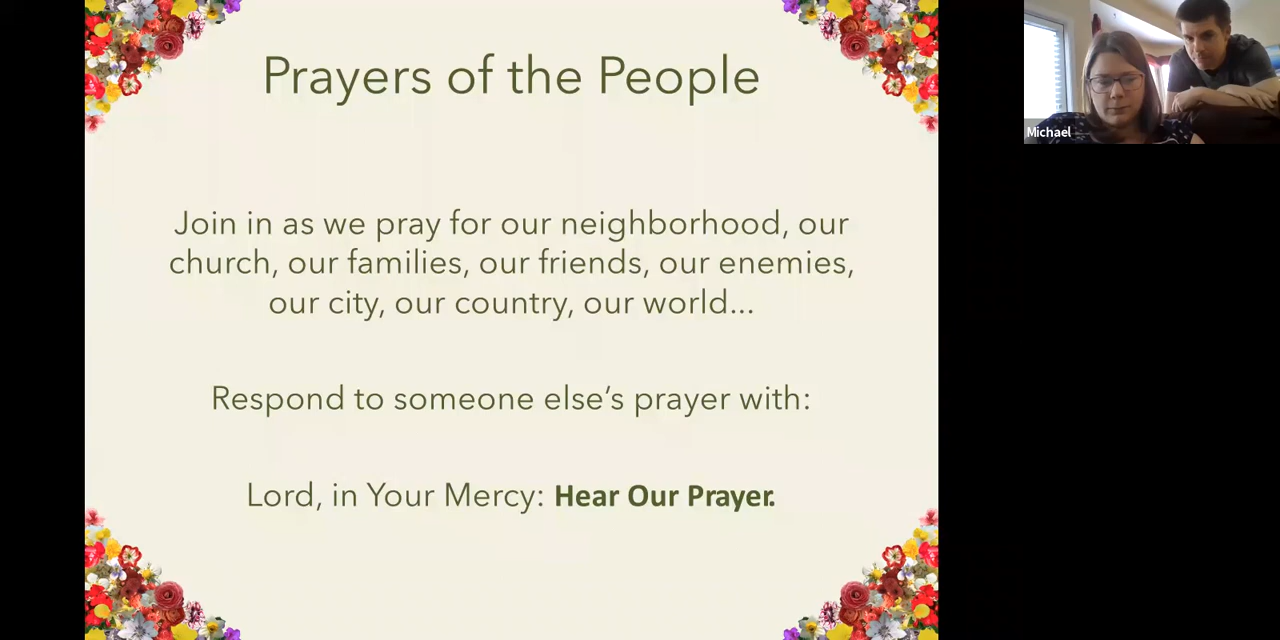 Prayers of the People
Michael
Join in as we pray for our neighborhood, our
church, our families, our friends, our enemies,
our city, our country, our world...
Respond to someone else’s prayer with:
Lord, in Your Mercy: Hear Our Prayer.